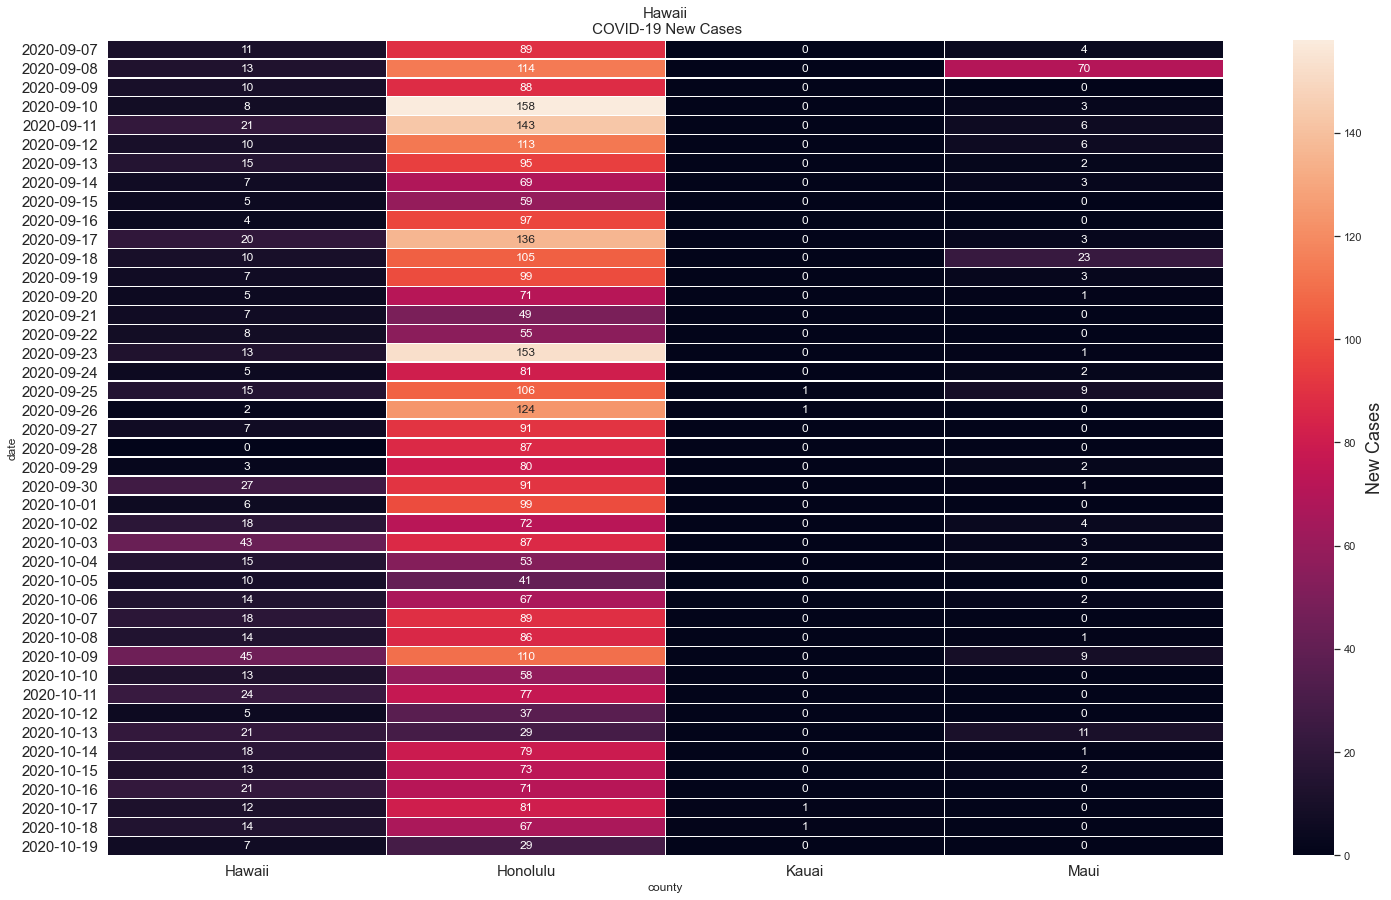 Hawaii
COVID-19 New Cases
2020-09-07 11 89 0 4
2020-09-08 13 114 0 70
2020-09-09 10 88 0 0
2020-09-10 8 158 0 3
2020-09-11 21 143 0 6
2020-09-12 10 113 0 6
2020-09-13 15 95 0 2
2020-09-14 7 69 0 3
2020-09-15 5 59 0 0
2020-09-16 4 97 0 0
2020-09-17 20 136 0 3
2020-09-18 10 105 0 23
2020-09-19 7 99 0 3
2020-09-20 5 71 0 1
2020-09-21 7 49 0 0
2020-09-22 8 55 0 0
2020-09-23 13 153 0 1
2020-09-24 5 81 0 2
2020-09-25 15 106 1 9
2020-09-26 2 124 1 0
2020-09-27 7 91 0 0
2020-09-28 0 87 0 0
2020-09-29 3 80 0 2
2020-09-30 27 91 0 1
2020-10-01 6 99 0 0
2020-10-02 18 72 0 4
2020-10-03 43 87 0 3
2020-10-04 15 53 0 2
2020-10-05 10 41 0 0
2020-10-06 14 67 0 2
2020-10-07 18 89 0 0
2020-10-08 14 86 0 1
2020-10-09 45 110 0 9
2020-10-10 13 58 0 0
2020-10-11 24 77 0 0
2020-10-12 5 37 0 0
2020-10-13 21 29 0 11
2020-10-14 18 79 0 1
2020-10-15 13 73 0 2
2020-10-16 21 71 0 0
2020-10-17 12 81 1 0
2020-10-18 14 67 1 0
2020-10-19 7 29 0 0
Hawaii Honolulu Kauai Maui
county
date
140
120
100
80
60
40
20
0
New Cases